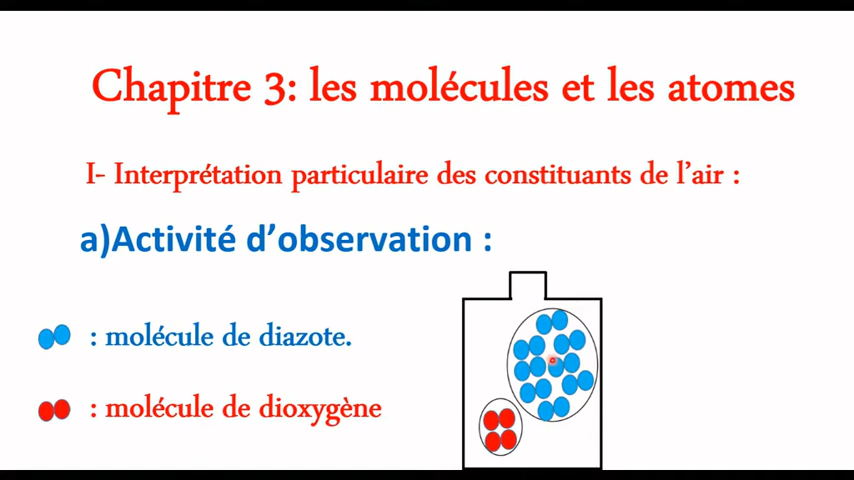 Chapitre 3: les molécules et les atomes
I- Interprétation particulaire des constituants de l’air :
a)Activité d’observation :
: molécule de diazote.
: molécule de dioxygène